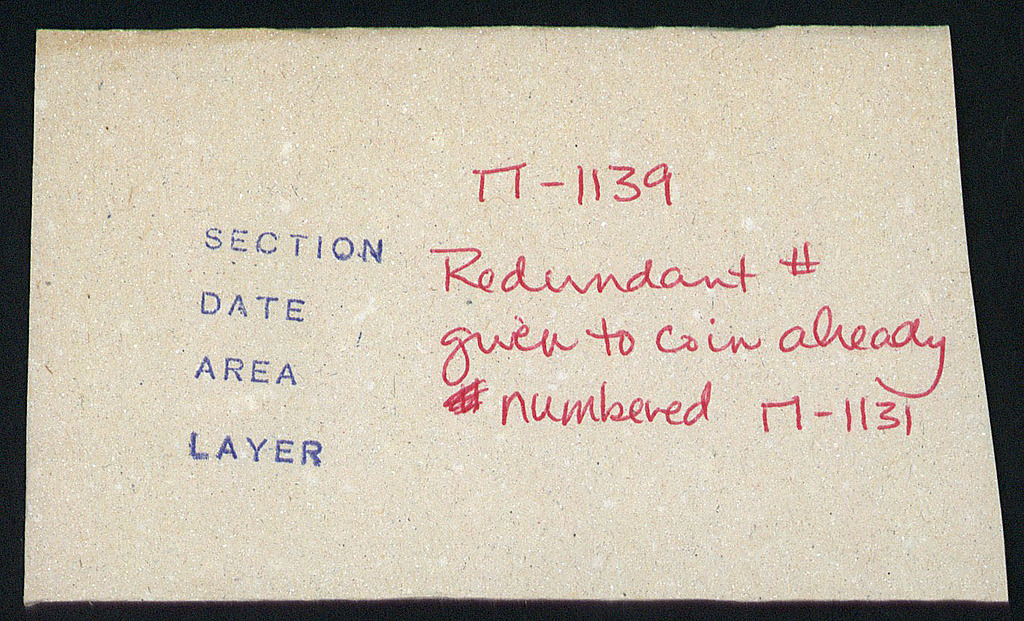 Π-1139
SECTION
DATE
AREA
LAYER
Redundant #
given to coin already
# numbered Π-1131